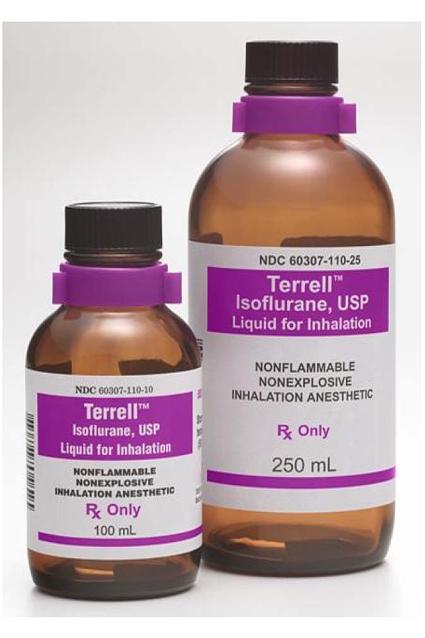 NDC 60307-110-25
Terrell™
Isoflurane, USP
Liquid for Inhalation
NONFLAMMABLE
NONEXPLOSIVE
INHALATION ANESTHETIC
Rx Only
250 mL
NDC 60307-110-10
Terrell™
Isoflurane, USP
Liquid for Inhalation
NONFLAMMABLE
NONEXPLOSIVE
INHALATION ANESTHETIC
Rx Only
100 mL